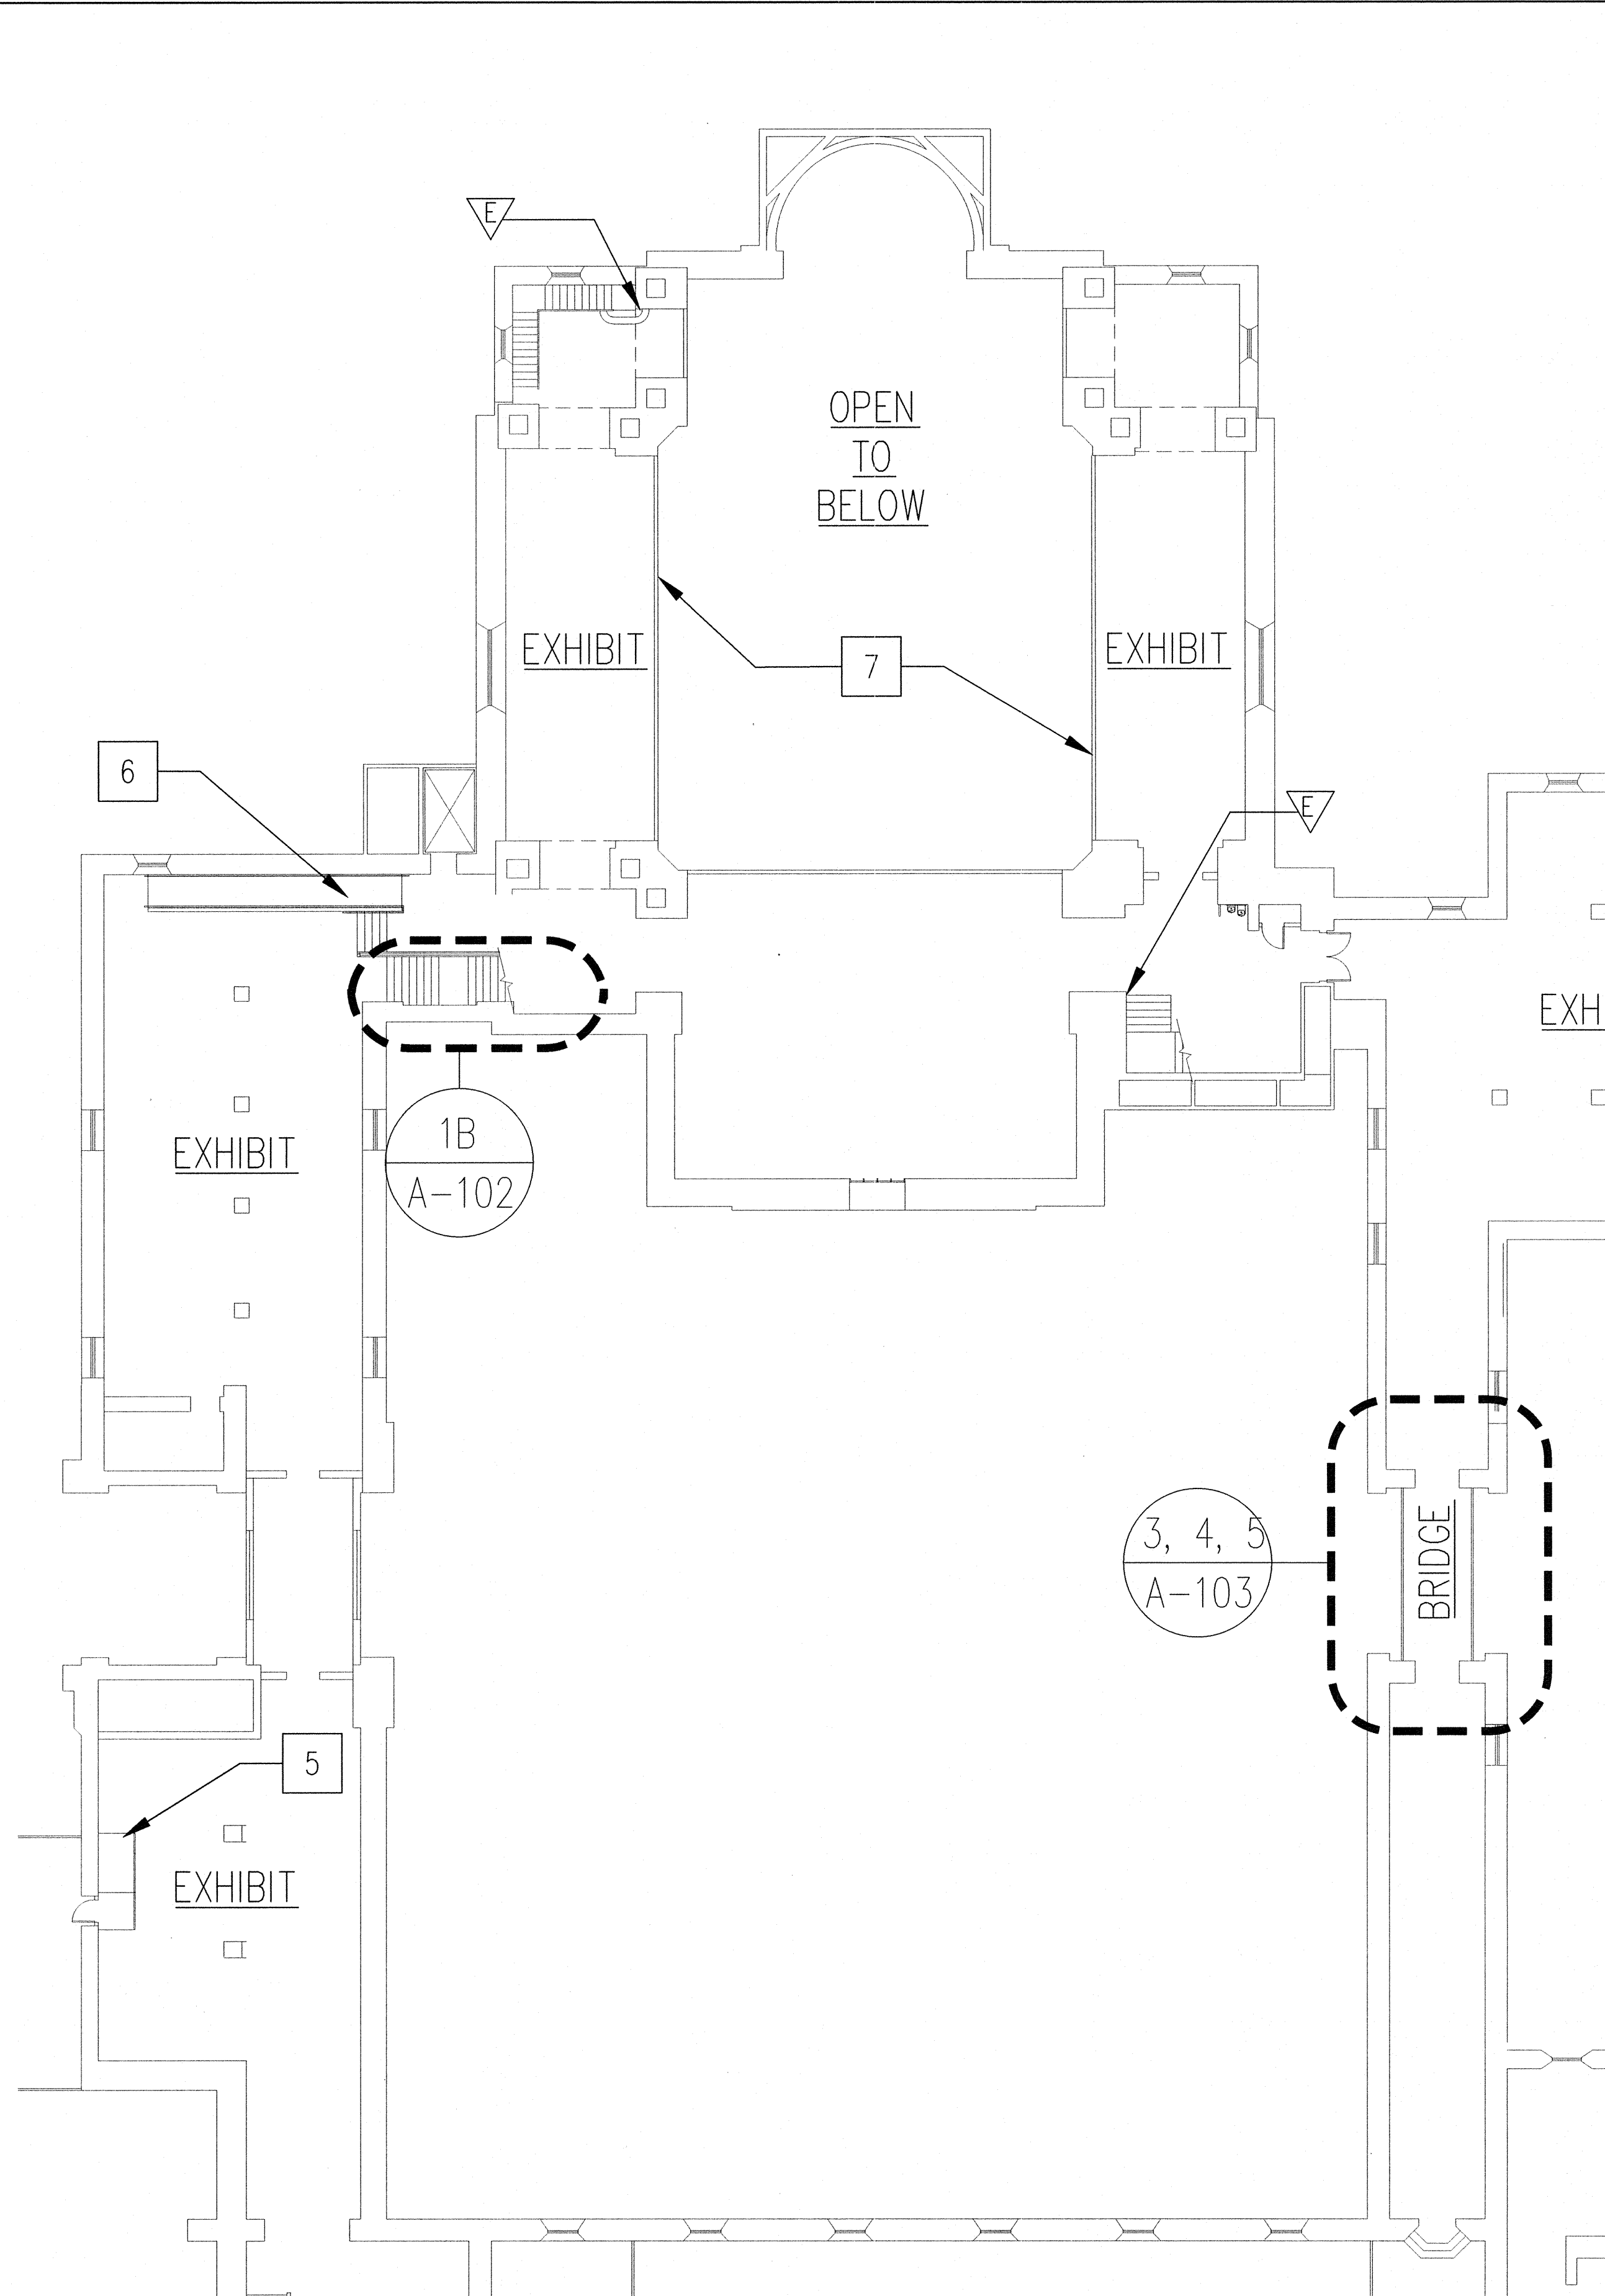 E
OPEN
TO
BELOW
EXHIBIT
7
EXHIBIT
6
E
EXH
1B
A-102
EXHIBIT
3, 4, 5
A-103
BRIDGE
5
EXHIBIT